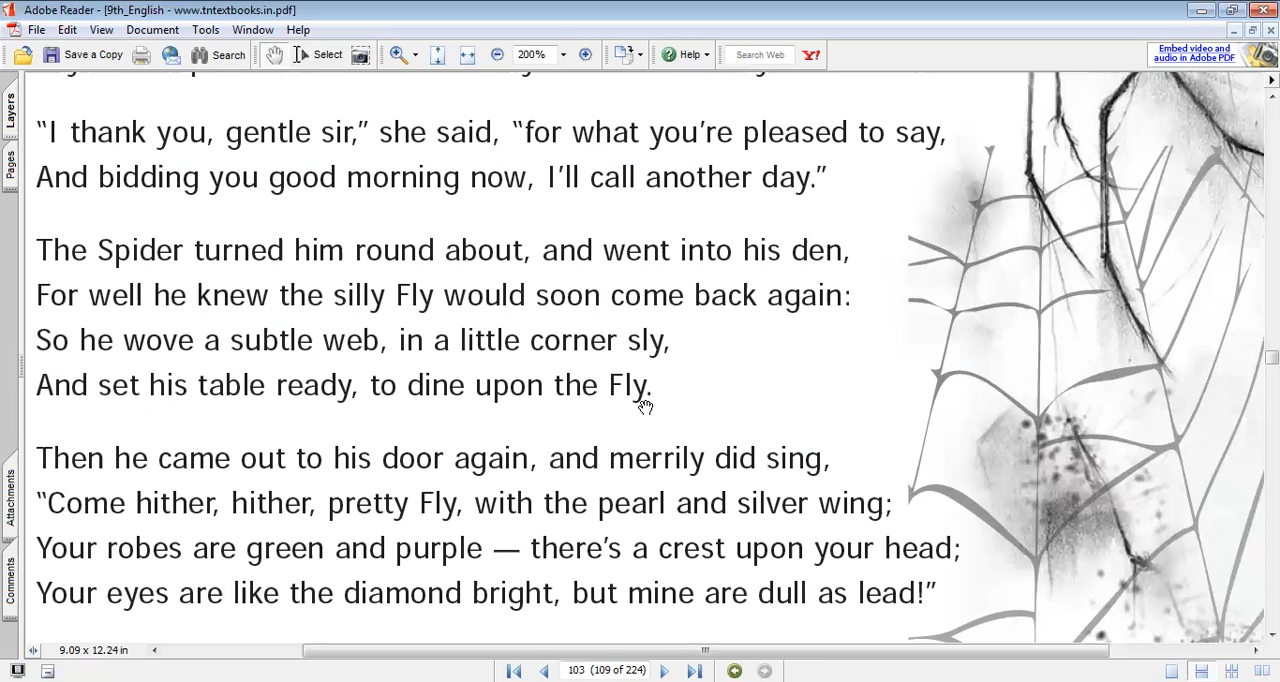 Adobe Reader - [9th_English - www.tntextbooks.in.pdf]
File Edit View Document Tools Window Help
Save a Copy Search Select 200% Help Search Web Y!
Embed video and
audio in Adobe PDF
Layers
Pages
Attachments
Comments
“I thank you, gentle sir,” she said, “for what you’re pleased to say,
And bidding you good morning now, I’ll call another day.”
The Spider turned him round about, and went into his den,
For well he knew the silly Fly would soon come back again:
So he wove a subtle web, in a little corner sly,
And set his table ready, to dine upon the Fly.
Then he came out to his door again, and merrily did sing,
“Come hither, hither, pretty Fly, with the pearl and silver wing;
Your robes are green and purple — there’s a crest upon your head;
Your eyes are like the diamond bright, but mine are dull as lead!”
9.09 x 12.24 in
103 (109 of 224)